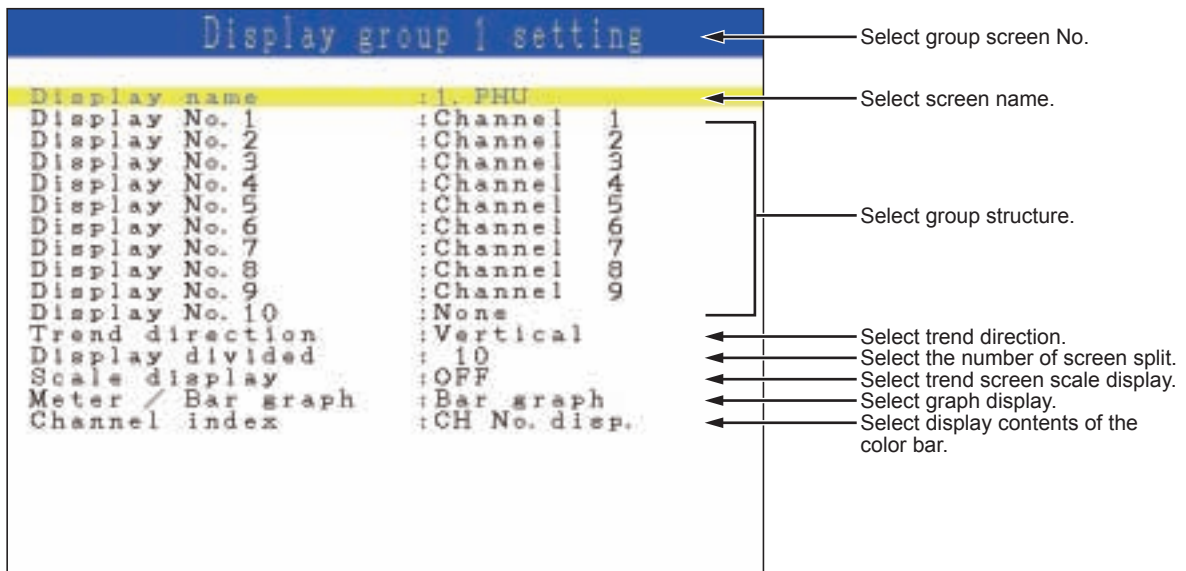 Display group 1 setting
Select group screen No.
Display name :1. PHU
Select screen name.
Display No. 1 :Channel 1
Display No. 2 :Channel 2
Display No. 3 :Channel 3
Display No. 4 :Channel 4
Display No. 5 :Channel 5
Display No. 6 :Channel 6
Display No. 7 :Channel 7
Display No. 8 :Channel 8
Display No. 9 :Channel 9
Display No. 10 :None
Select group structure.
Trend direction :Vertical
Select trend direction.
Display divided : 10
Select the number of screen split.
Scale display :OFF
Select trend screen scale display.
Meter / Bar graph :Bar graph
Select graph display.
Channel index :CH No. disp.
Select display contents of the
color bar.